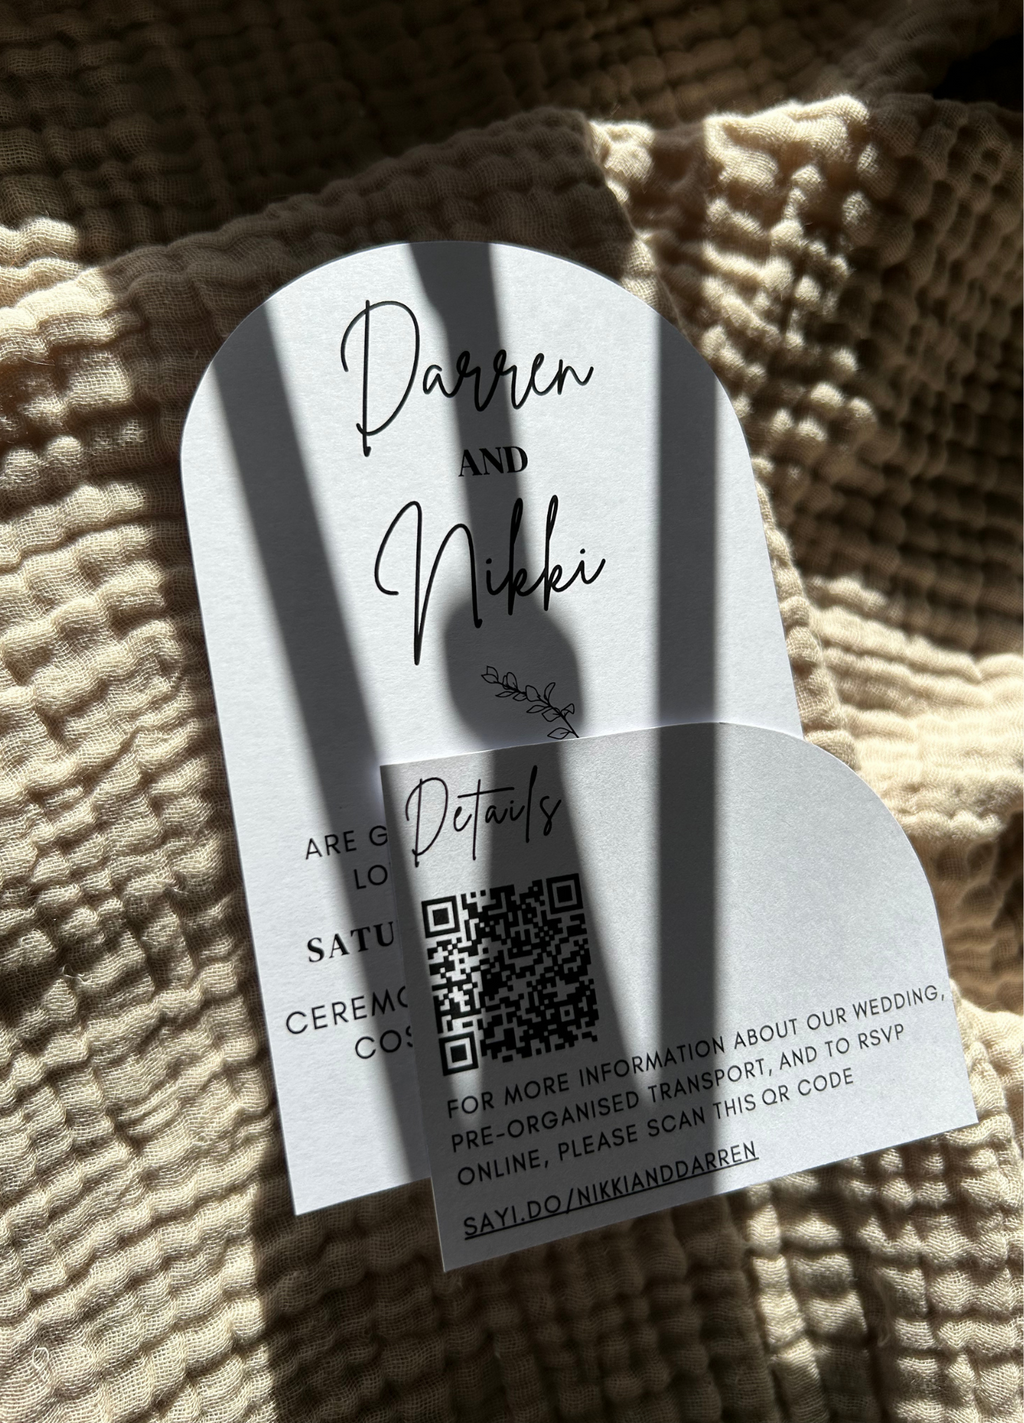 Darren
AND
Nikki
ARE G
LO
SATU
CEREMO
COS
Details
FOR MORE INFORMATION ABOUT OUR WEDDING,
PRE-ORGANISED TRANSPORT, AND TO RSVP
ONLINE, PLEASE SCAN THIS QR CODE
SAYI.DO/NIKKIANDDARREN